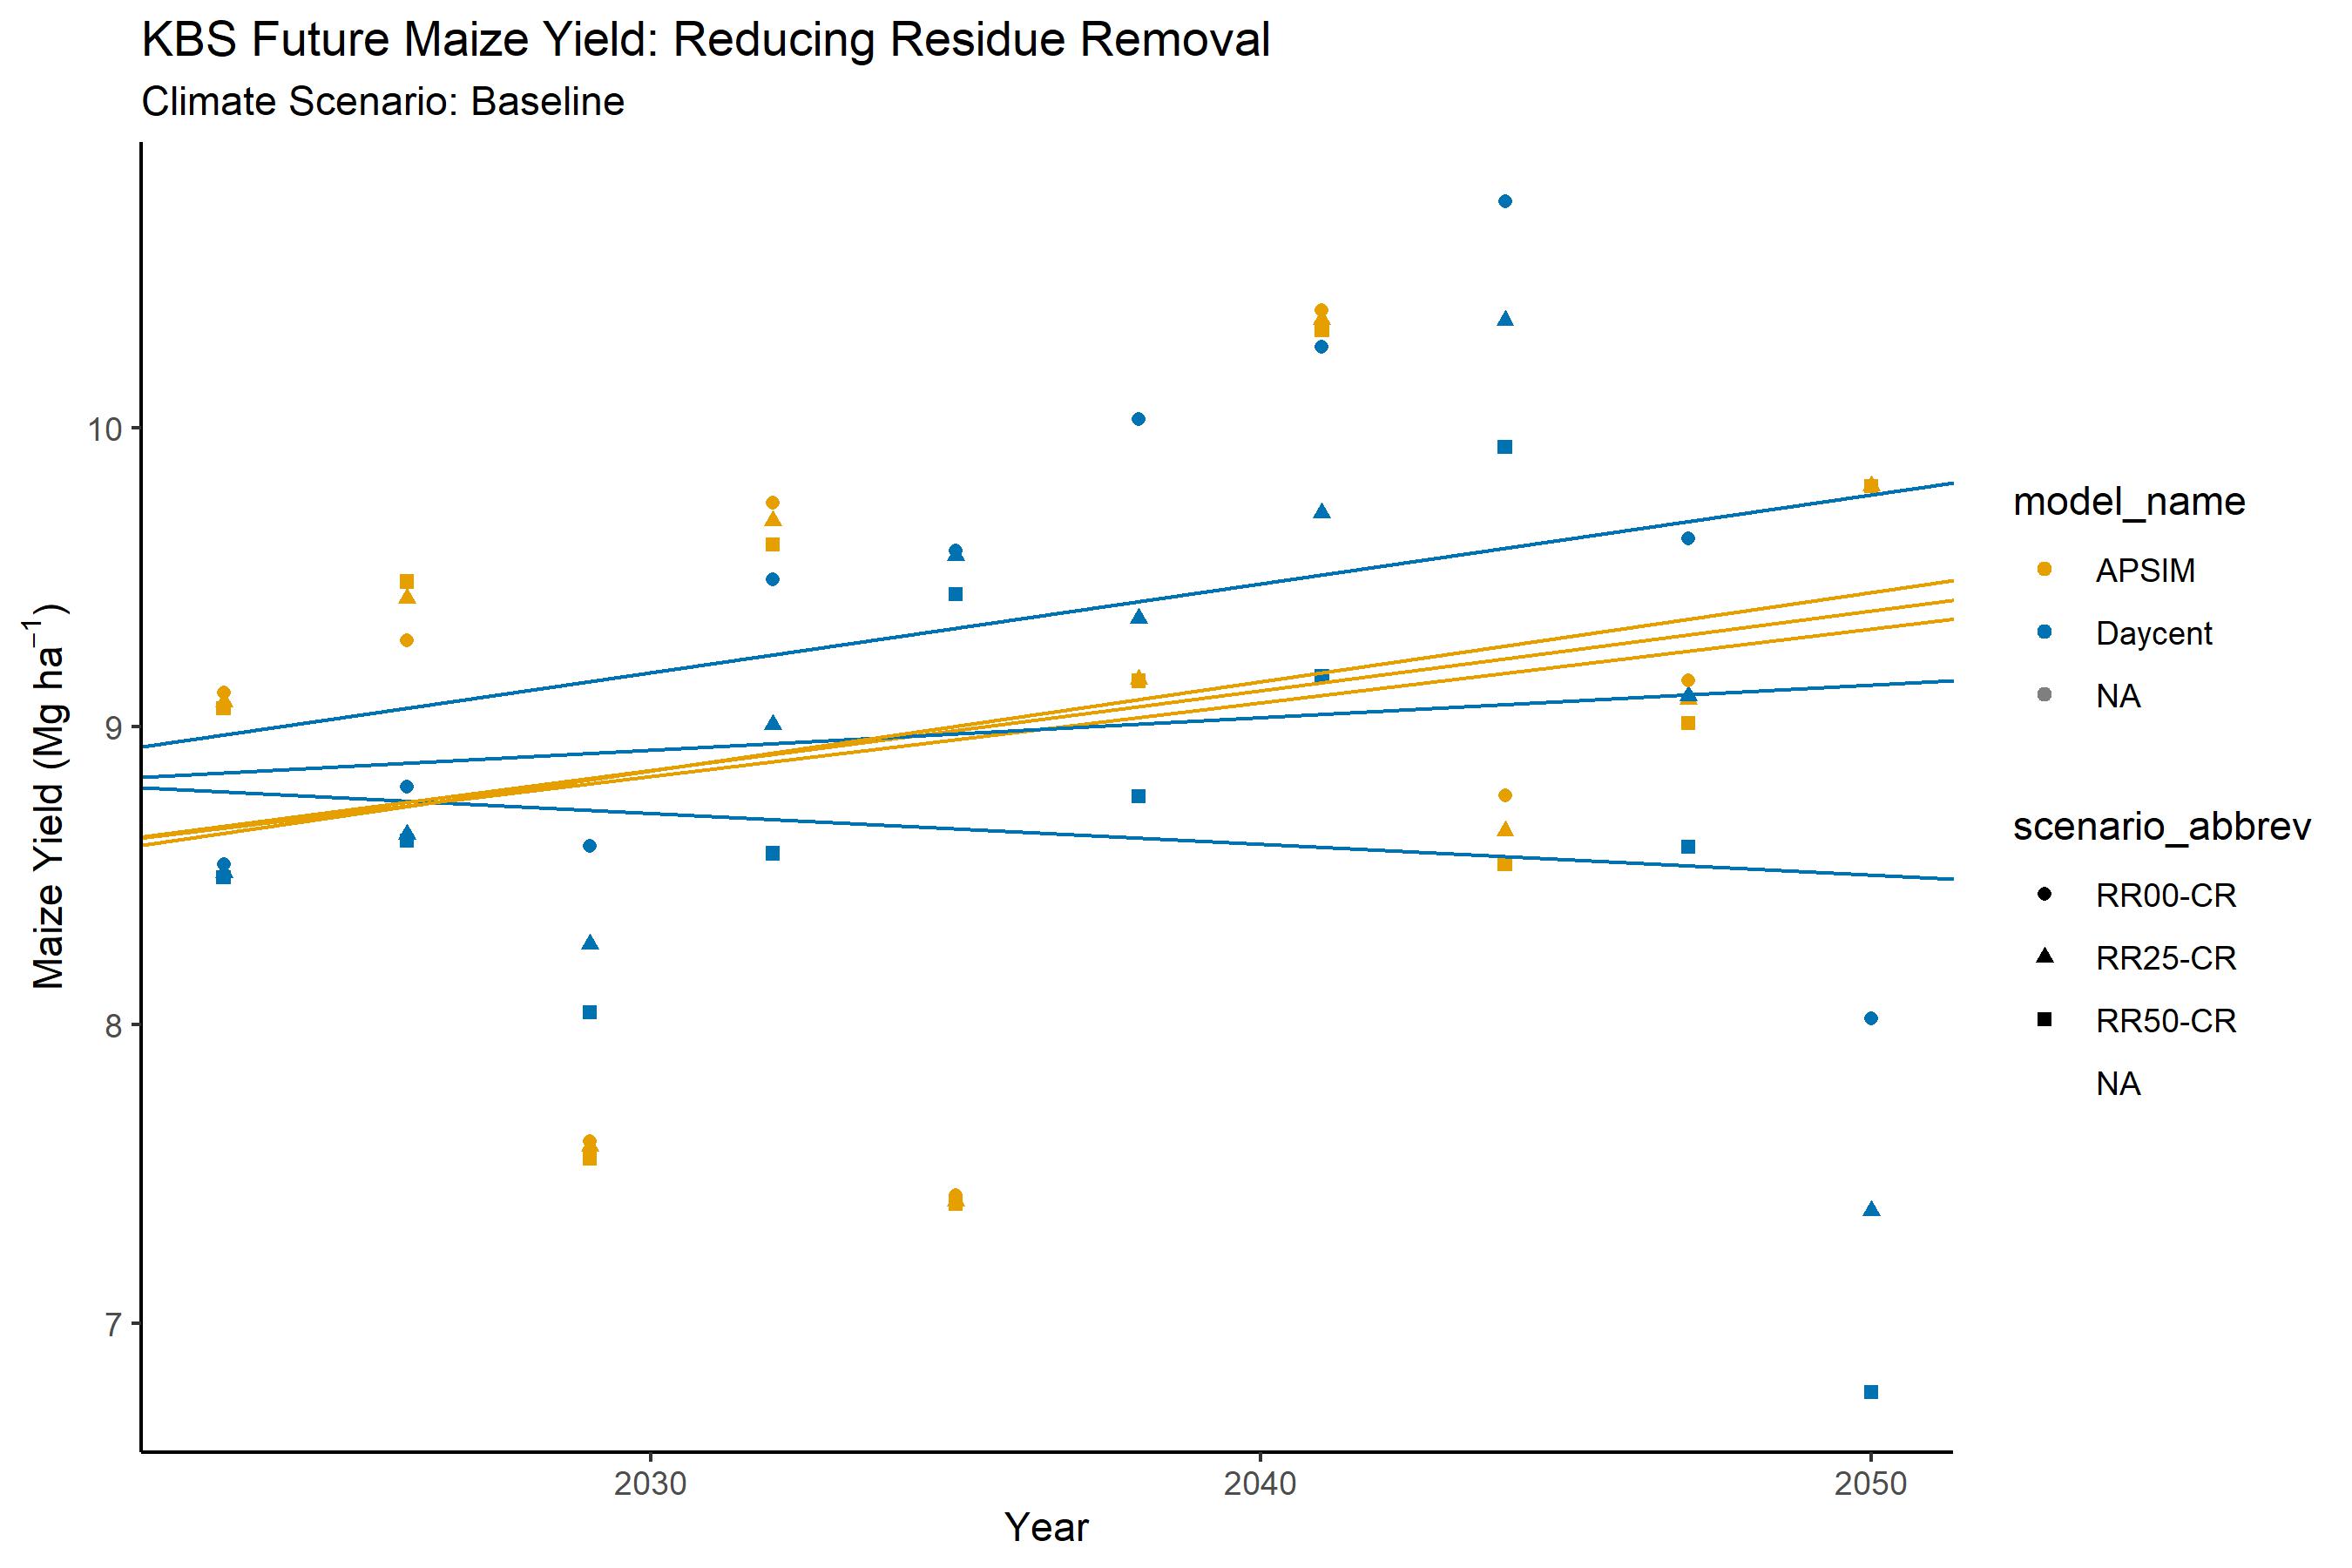 KBS Future Maize Yield: Reducing Residue Removal
Climate Scenario: Baseline
Maize Yield (Mg ha⁻¹)
10
9
8
7
2030
2040
2050
Year
model_name
APSIM
Daycent
NA
scenario_abbrev
RR00-CR
RR25-CR
RR50-CR
NA